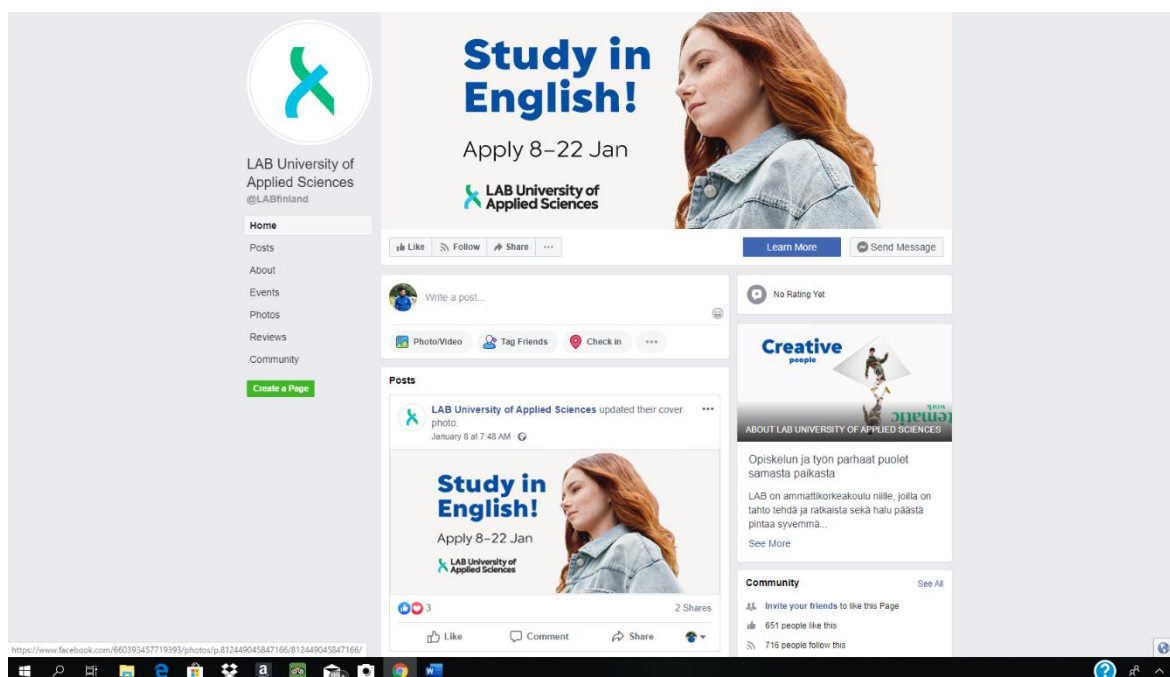 Study in
English!
Apply 8–22 Jan
LAB University of
Applied Sciences
LAB University of
Applied Sciences
@LABfinland
Home
Posts
About
Events
Photos
Reviews
Community
Create a Page
Like Follow Share ...
Learn More Send Message
Write a post...
Photo/Video Tag Friends Check in ...
Posts
LAB University of Applied Sciences updated their cover
photo.
January 8 at 7:48 AM
Study in
English!
Apply 8–22 Jan
LAB University of
Applied Sciences
3 2 Shares
Like Comment Share
No Rating Yet
Creative
people
work
tematic
ABOUT LAB UNIVERSITY OF APPLIED SCIENCES
Opiskelun ja työn parhaat puolet
samasta paikasta
LAB on ammattikorkeakoulu niille, joilla on
tahto tehdä ja ratkaista sekä halu päästä
pintaa syvemmä...
See More
Community See All
Invite your friends to like this Page
651 people like this
716 people follow this
https://www.facebook.com/660393457719393/photos/p.812449045847166/812449045847166/